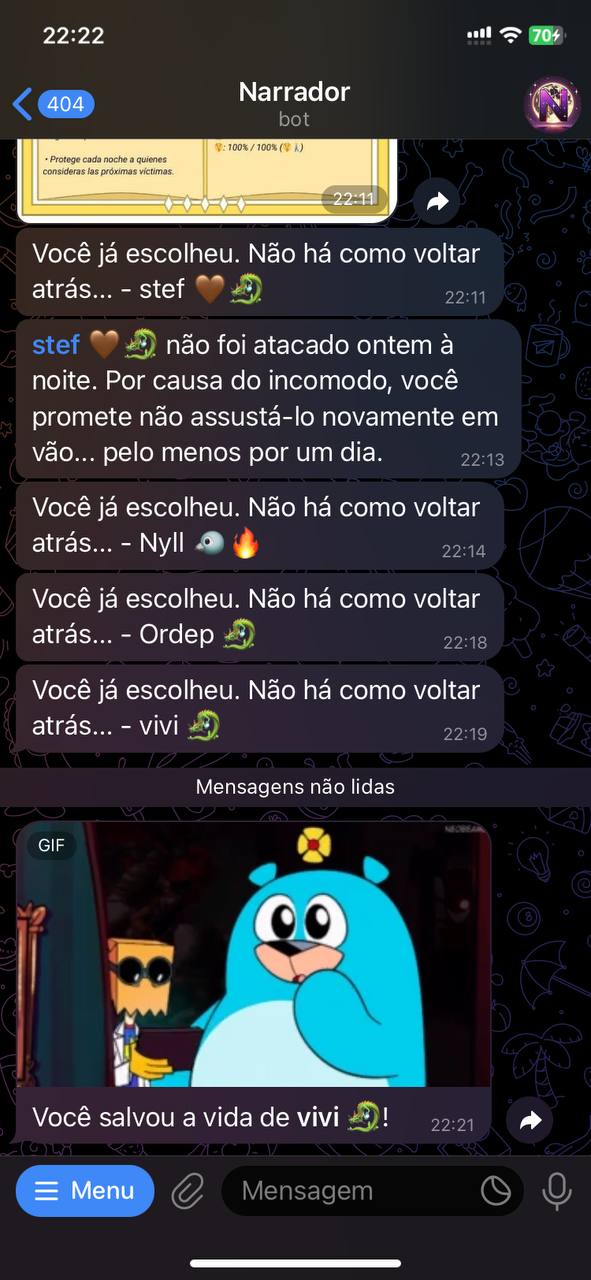 22:22
70
404
Narrador
bot
• Protege cada noche a quienes
consideras las próximas víctimas.
: 100% / 100% (
22:11
Você já escolheu. Não há como voltar
atrás... - stef 🤎🐉
22:11
stef 🤎🐉 não foi atacado ontem à
noite. Por causa do incomodo, você
promete não assustá-lo novamente em
vão... pelo menos por um dia.
22:13
Você já escolheu. Não há como voltar
atrás... - Nyll 🐦🔥
22:14
Você já escolheu. Não há como voltar
atrás... - Ordep 🐉
22:18
Você já escolheu. Não há como voltar
atrás... - vivi 🐉
22:19
Mensagens não lidas
GIF
Você salvou a vida de vivi 🐉!
22:21
Menu
Mensagem